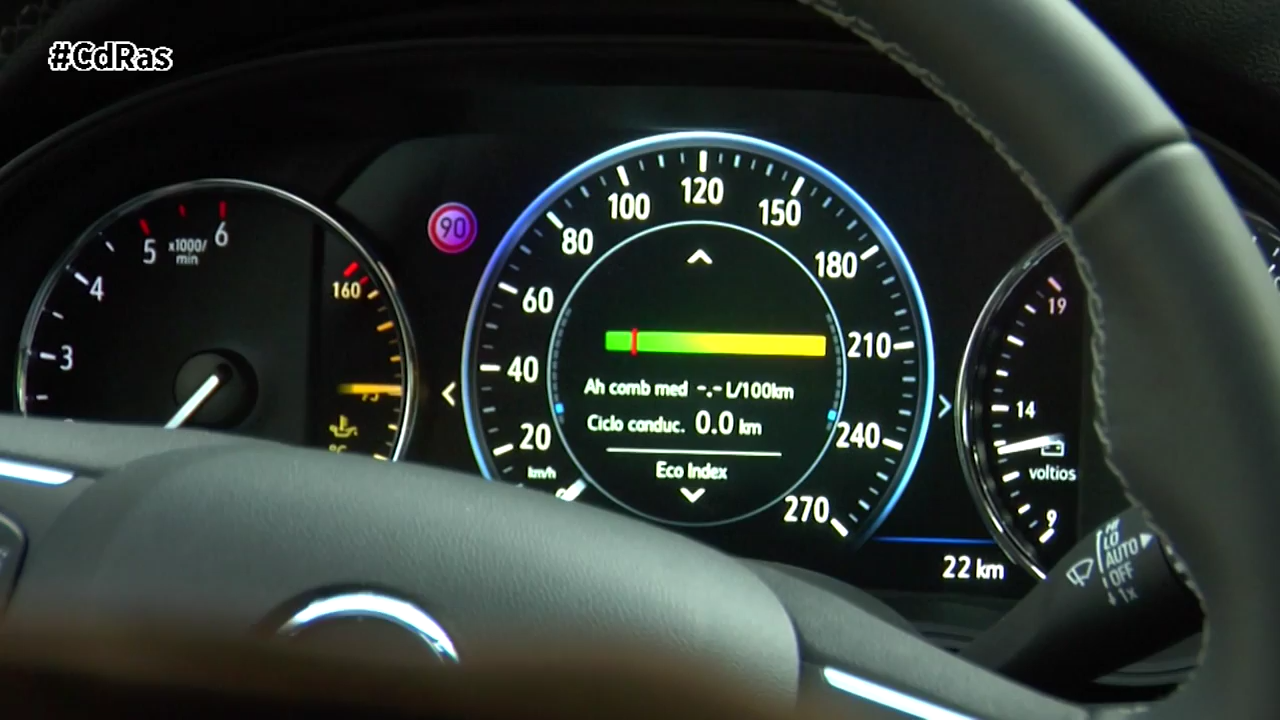 #CdRas
5 x1000/ 6
min
4
3
160
°C
90
120
100
150
80
180
60
210
40
240
20
270
km/h
Ah comb med -.- L/100km
Ciclo conduc. 0.0 km
Eco Index
19
14
voltios
9
22 km
HI
LO
AUTO
OFF
1x